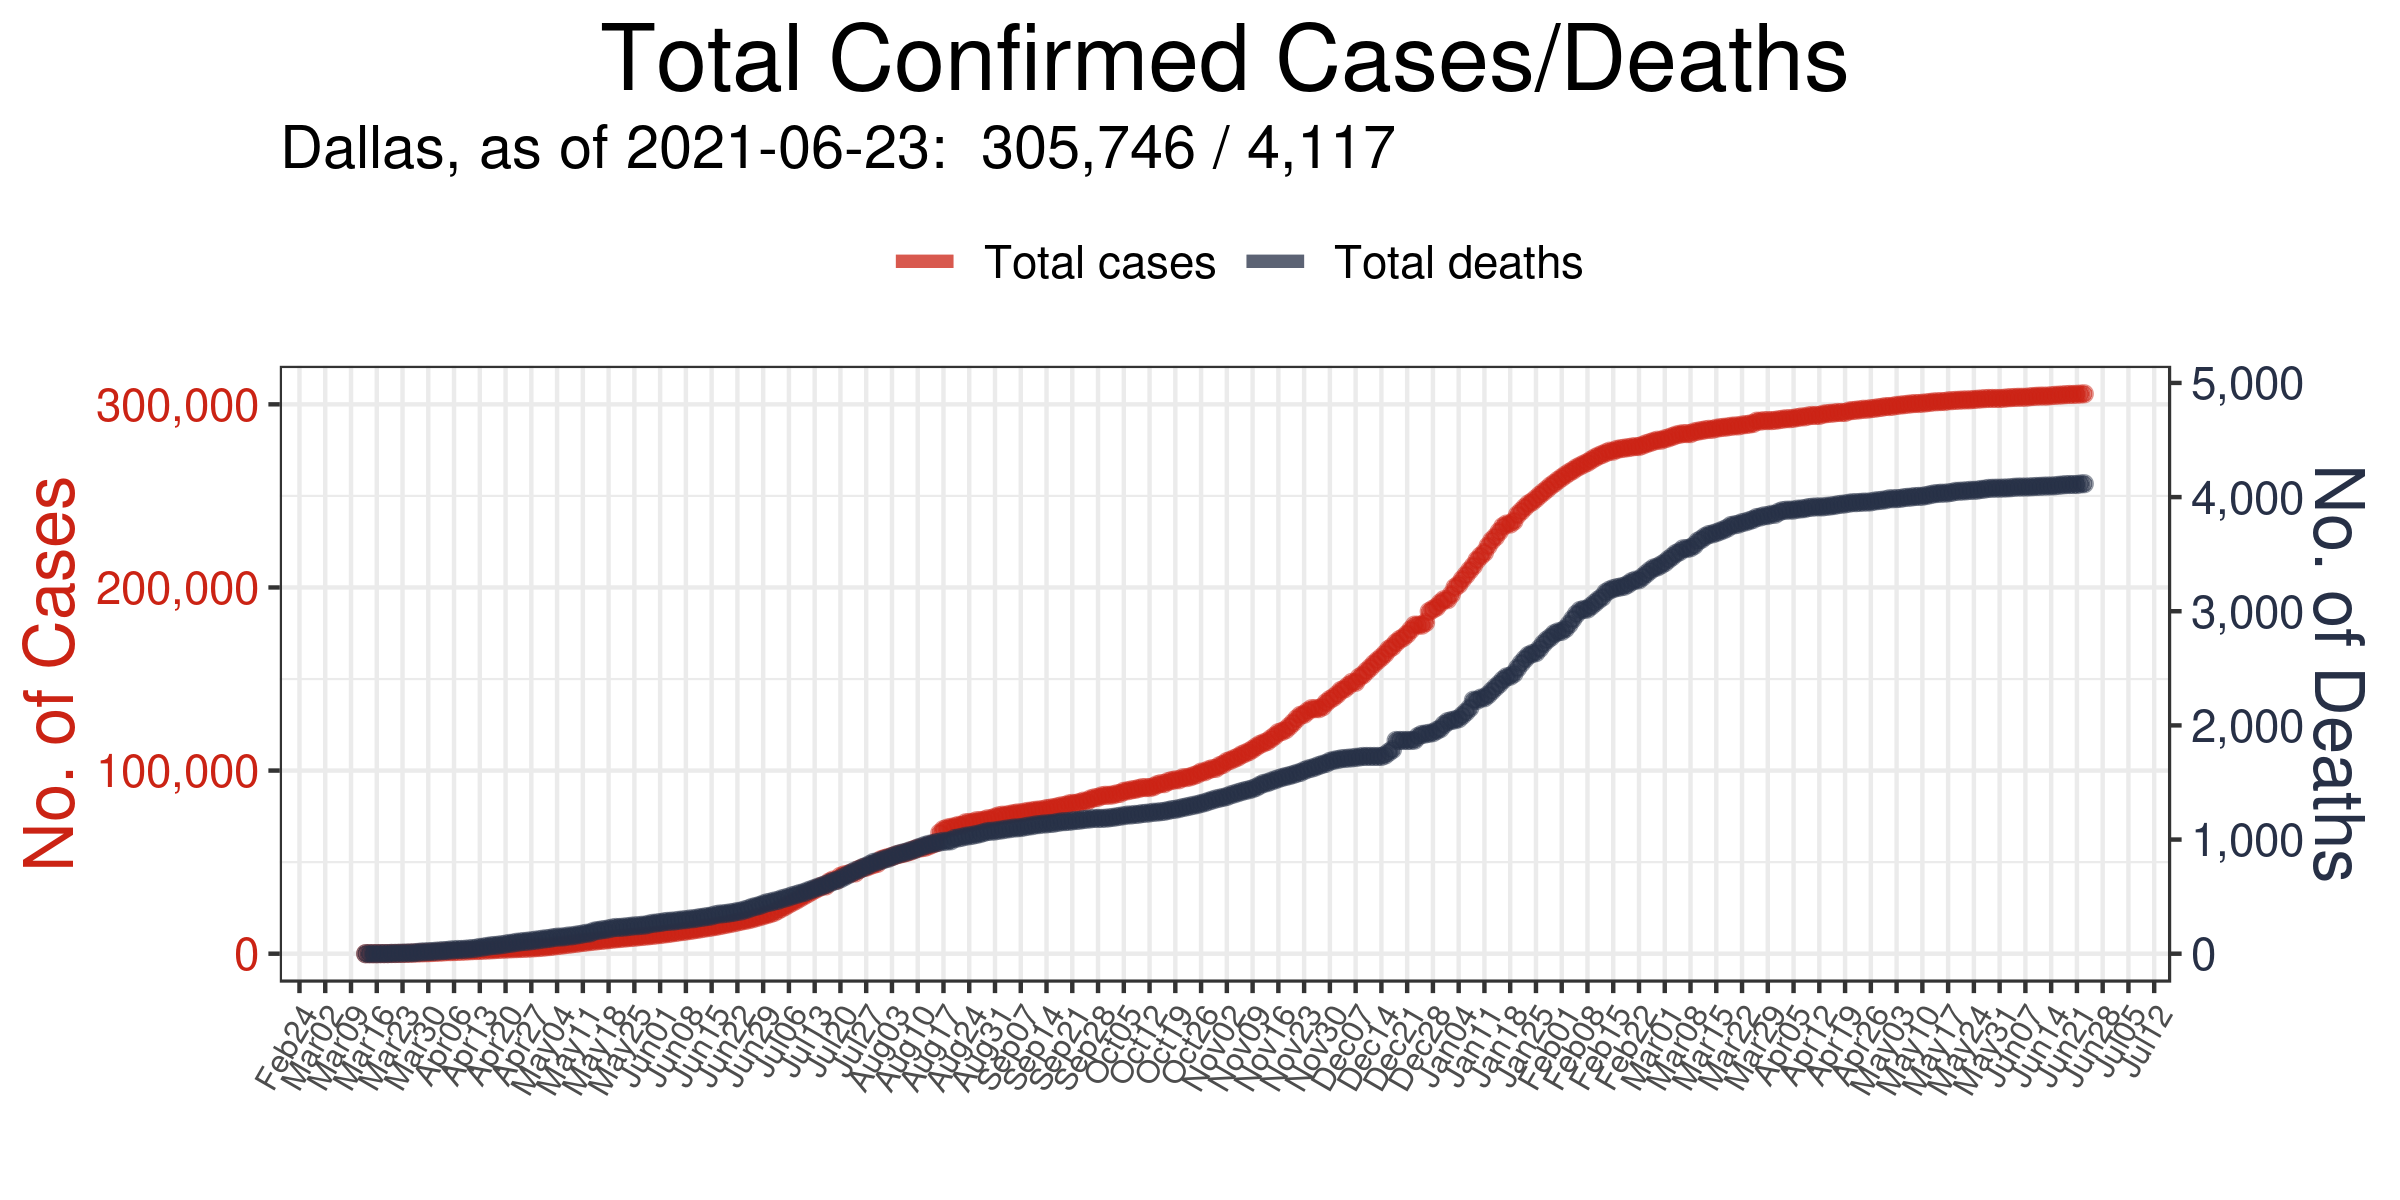 Total Confirmed Cases/Deaths
Dallas, as of 2021-06-23:  305,746 / 4,117
Total cases
Total deaths
No. of Cases
300,000
200,000
100,000
0
5,000
4,000
3,000
2,000
1,000
0
No. of Deaths
Feb24
Mar02
Mar09
Mar16
Mar23
Mar30
Apr06
Apr13
Apr20
Apr27
May04
May11
May18
May25
Jun01
Jun08
Jun15
Jun22
Jun29
Jul06
Jul13
Jul20
Jul27
Aug03
Aug10
Aug17
Aug24
Aug31
Sep07
Sep14
Sep21
Sep28
Oct05
Oct12
Oct19
Oct26
Nov02
Nov09
Nov16
Nov23
Nov30
Dec07
Dec14
Dec21
Dec28
Jan04
Jan11
Jan18
Jan25
Feb01
Feb08
Feb15
Feb22
Mar01
Mar08
Mar15
Mar22
Mar29
Apr05
Apr12
Apr19
Apr26
May03
May10
May17
May24
May31
Jun07
Jun14
Jun21
Jun28
Jul05
Jul12